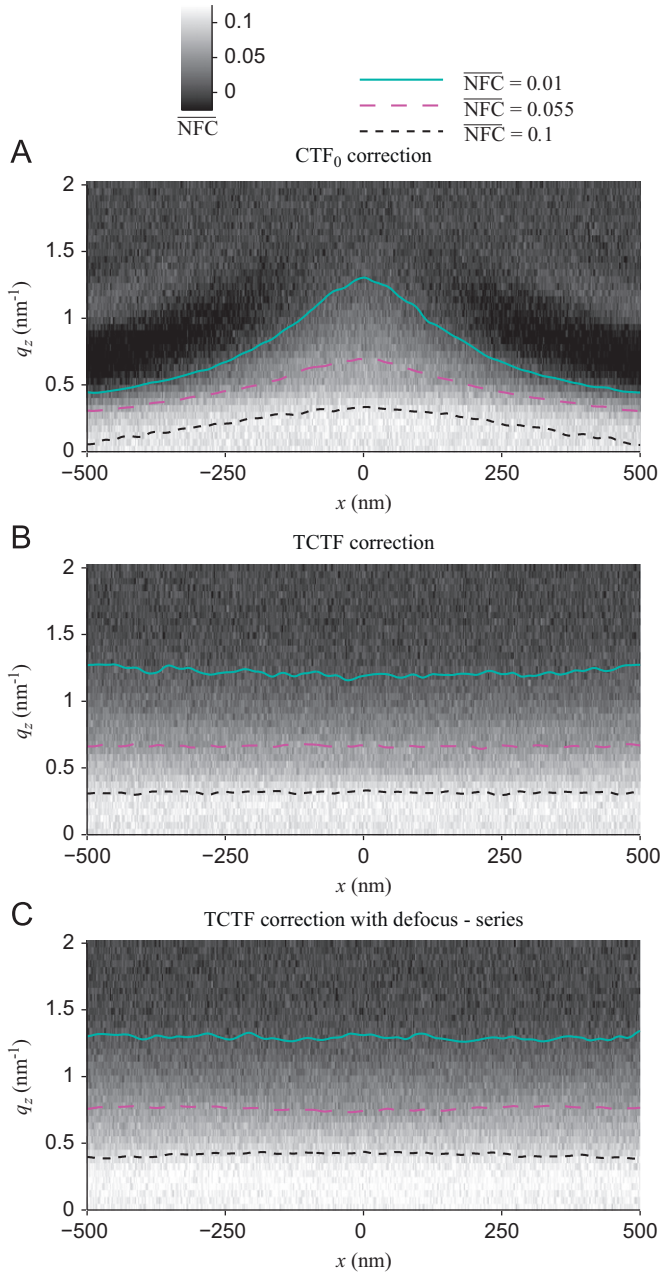 0.1
0.05
0
NFC
NFC = 0.01
NFC = 0.055
NFC = 0.1
A
CTF₀ correction
2
1.5
1
0.5
0
q_z (nm⁻¹)
−500 −250 0 250 500
x (nm)
B
TCTF correction
2
1.5
1
0.5
0
q_z (nm⁻¹)
−500 −250 0 250 500
x (nm)
C
TCTF correction with defocus - series
2
1.5
1
0.5
0
q_z (nm⁻¹)
−500 −250 0 250 500
x (nm)